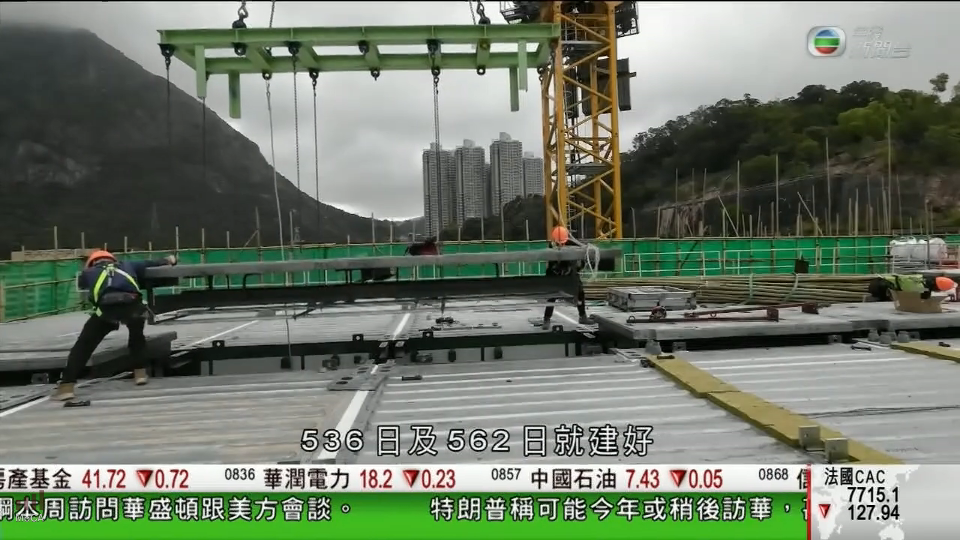 536日及562日就建好
產基金 41.72 ▼0.72 0836 華潤電力 18.2 ▼0.23 0857 中國石油 7.43 ▼0.05 0868
本周訪問華盛頓跟美方會談。 特朗普稱可能今年或稍後訪華，
法國CAC
7715.1
▼ 127.94